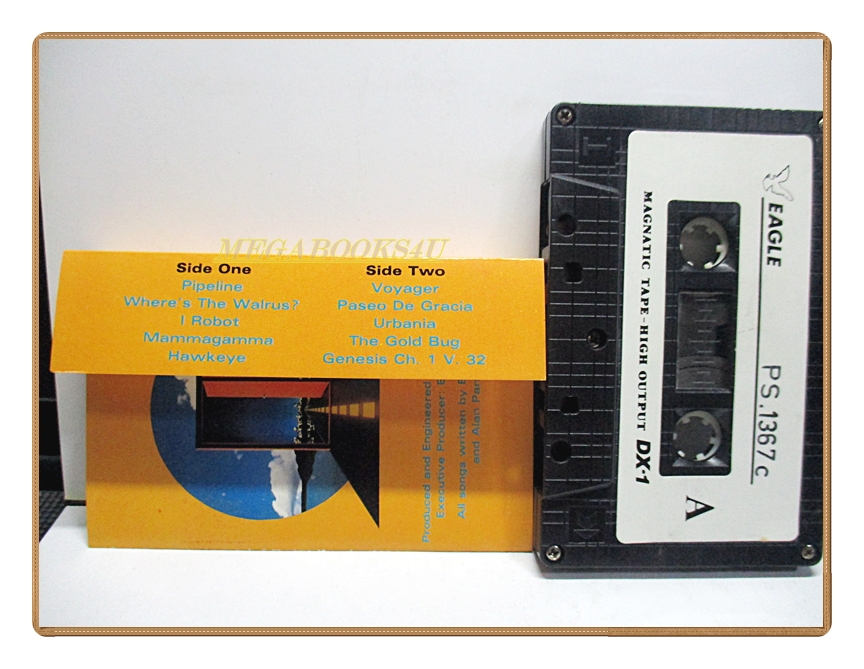 MEGABOOKS4U
Side One
Pipeline
Where's The Walrus?
I Robot
Mammagamma
Hawkeye
Side Two
Voyager
Paseo De Gracia
Urbania
The Gold Bug
Genesis Ch. 1 V. 32
Produced and Engineered
Executive Producer:
All songs written by
and Alan Par
EAGLE
PS.1367c
MAGNATIC TAPE-HIGH OUTPUT DX-1
A